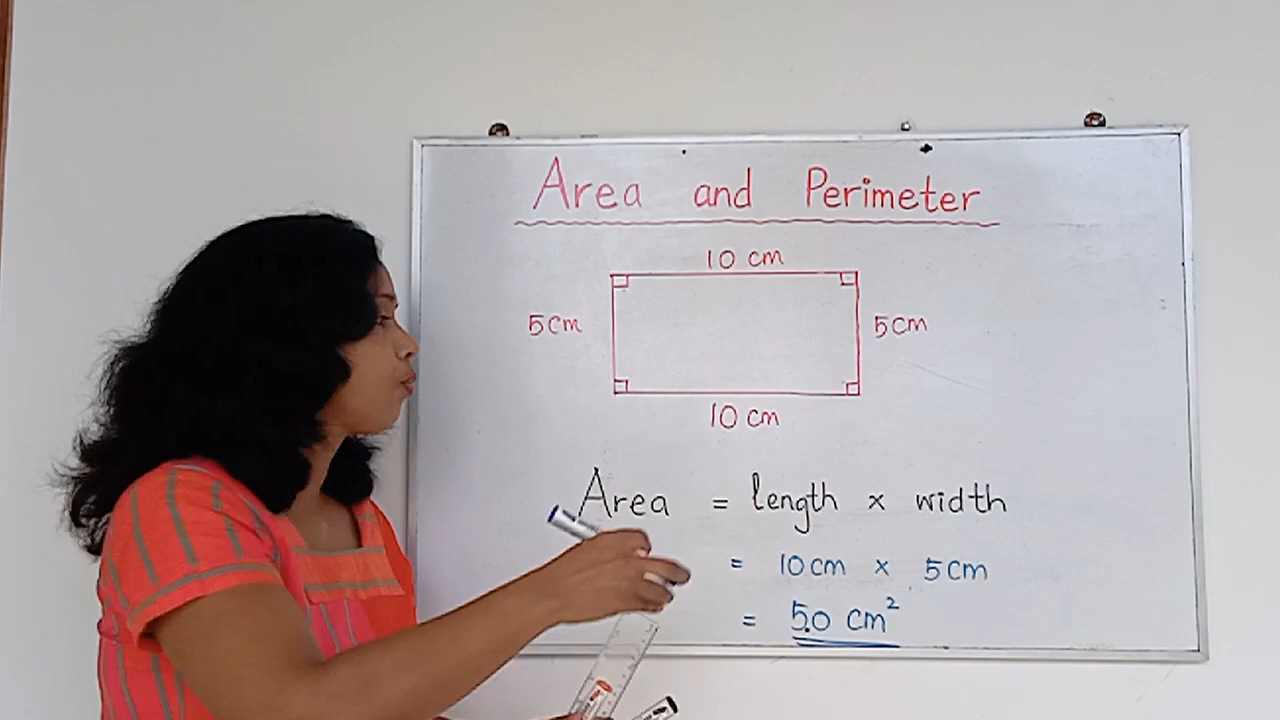 Area and Perimeter
10 cm
5cm 5cm
10 cm
Area = length x width
= 10cm x 5cm
= 50 cm²